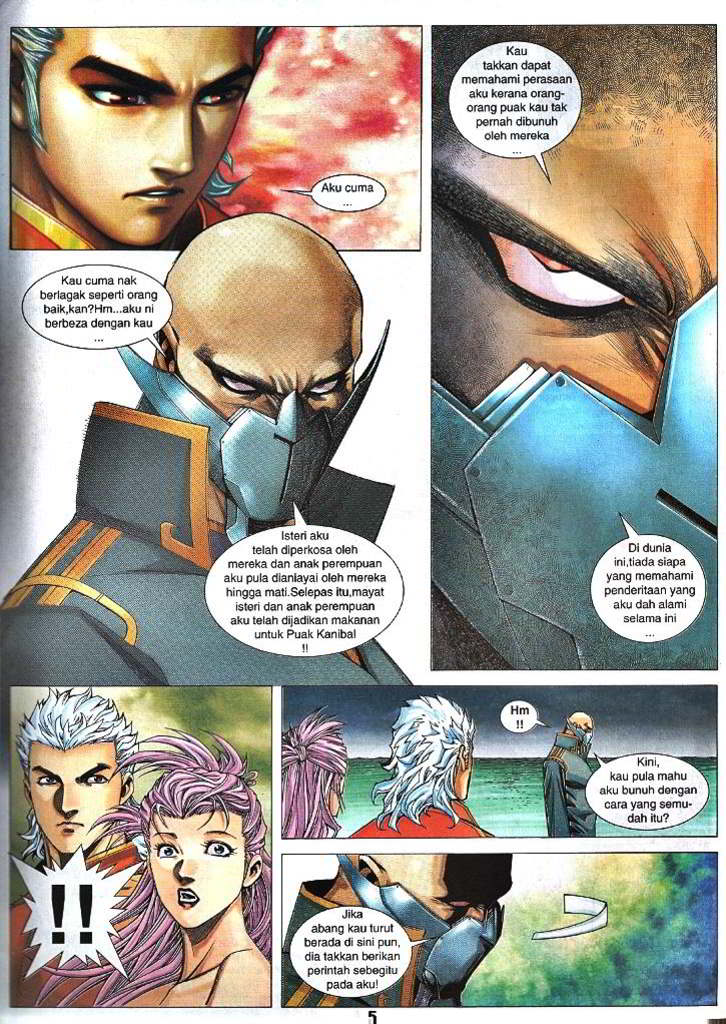 Aku cuma
...
Kau
takkan dapat
memahami perasaan
aku kerana orang-
orang puak kau tak
pernah dibunuh
oleh mereka
...
Kau cuma nak
berlagak seperti orang
baik,kan?Hm...aku ni
berbeza dengan kau
...
Isteri aku
telah diperkosa oleh
mereka dan anak perempuan
aku pula dianiayai oleh mereka
hingga mati.Selepas itu,mayat
isteri dan anak perempuan
aku telah dijadikan makanan
untuk Puak Kanibal
!!
Di dunia
ini,tiada siapa
yang memahami
penderitaan yang
aku dah alami
selama ini
...
!!
Hm
!!
Kini,
kau pula mahu
aku bunuh dengan
cara yang semu-
dah itu?
Jika
abang kau turut
berada di sini pun,
dia takkan berikan
perintah sebegitu
pada aku!
5